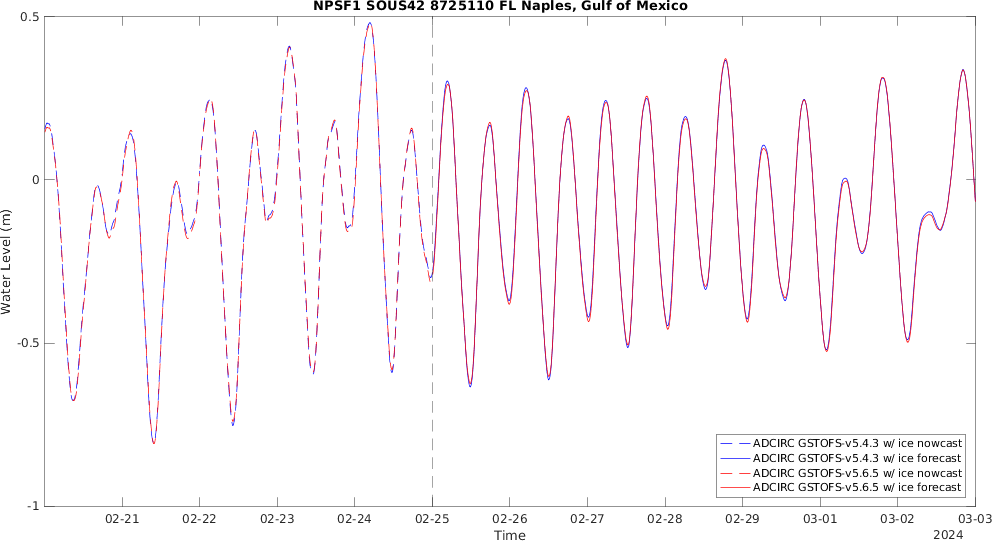 NPSF1 SOUS42 8725110 FL Naples, Gulf of Mexico
0.5
0
-0.5
-1
Water Level (m)
02-21 02-22 02-23 02-24 02-25 02-26 02-27 02-28 02-29 03-01 03-02 03-03
Time
2024
ADCIRC GSTOFS-v5.4.3 w/ ice nowcast
ADCIRC GSTOFS-v5.4.3 w/ ice forecast
ADCIRC GSTOFS-v5.6.5 w/ ice nowcast
ADCIRC GSTOFS-v5.6.5 w/ ice forecast